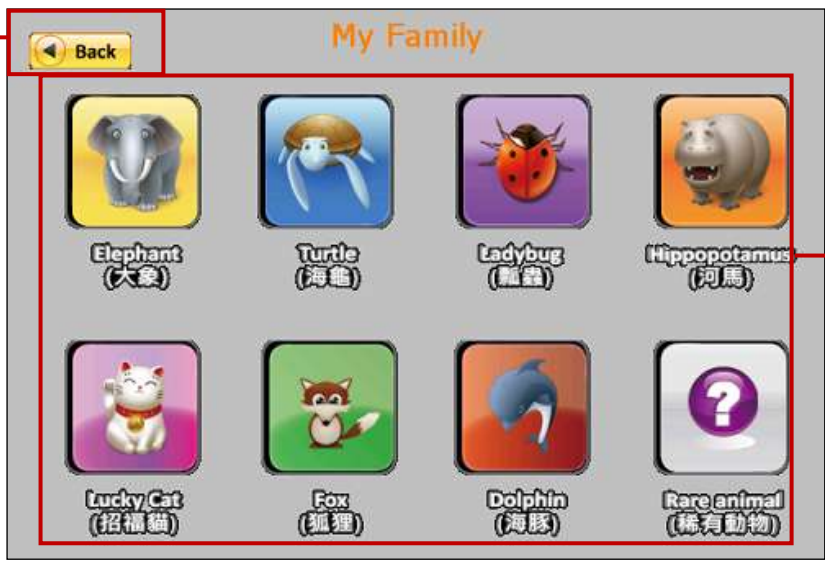 My Family
Back
Elephant
(大象)
Turtle
(海龜)
Ladybug
(瓢蟲)
Hippopotamus
(河馬)
Lucky Cat
(招福貓)
Fox
(狐狸)
Dolphin
(海豚)
?
Rare animal
(稀有動物)